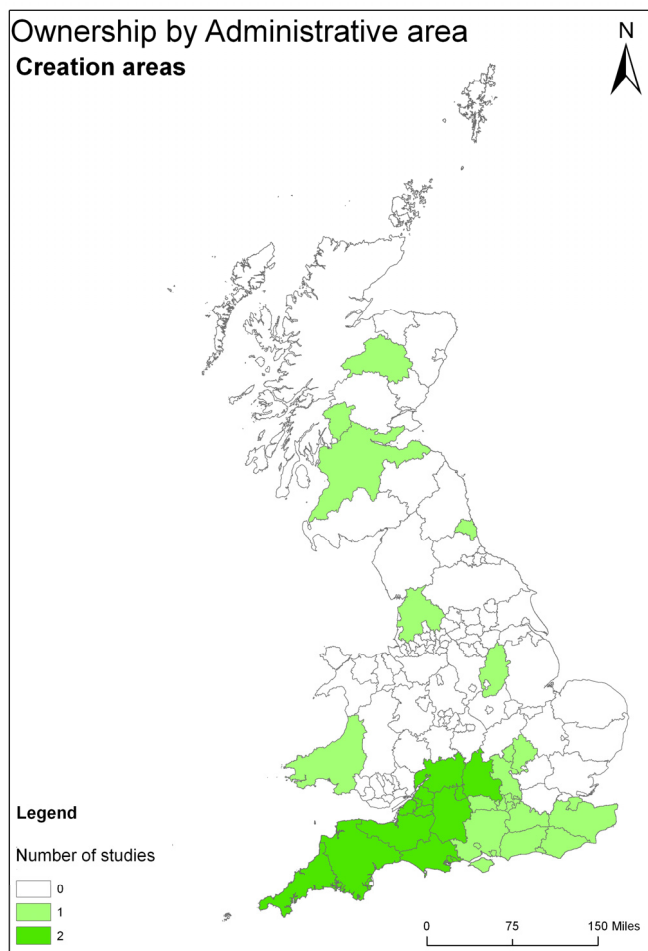 Ownership by Administrative area
N
Creation areas
Legend
Number of studies
0
1
2
0 75 150 Miles